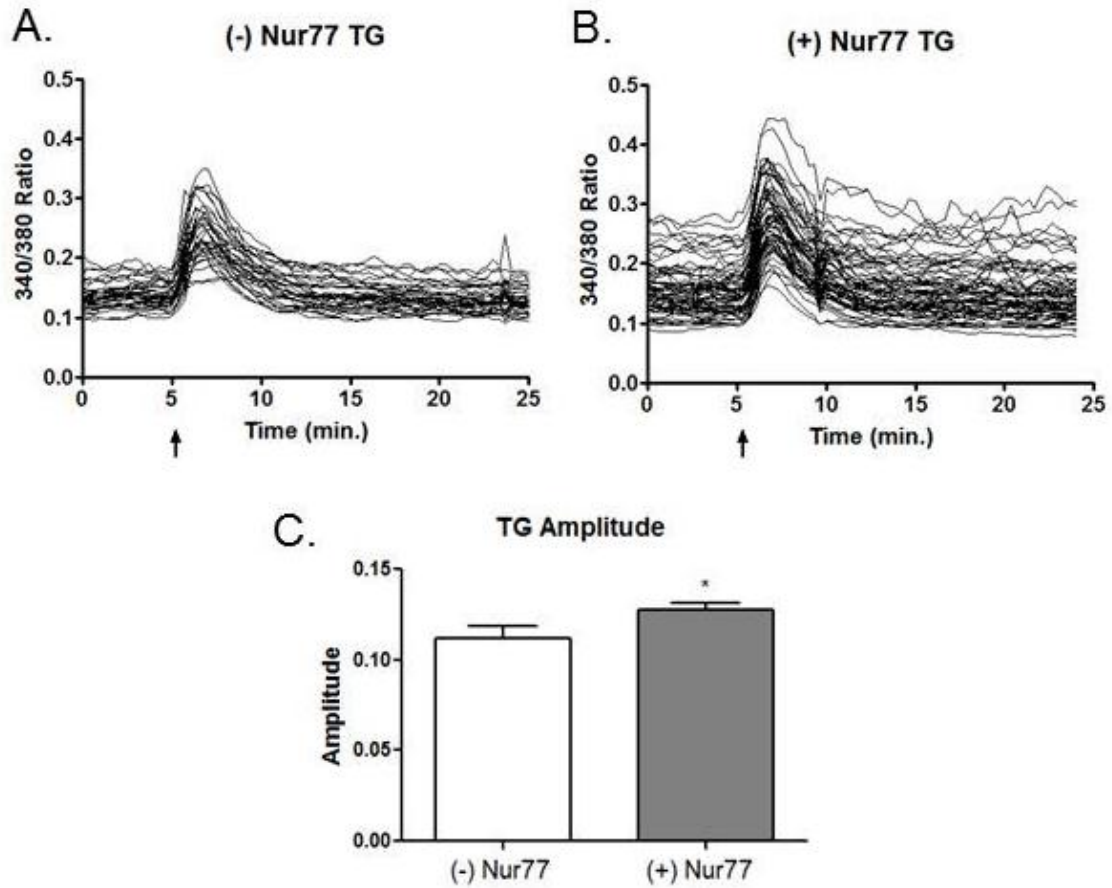 A.
(-) Nur77 TG
0.5
0.4
0.3
0.2
0.1
0.0
340/380 Ratio
0 5 10 15 20 25
Time (min.)
B.
(+) Nur77 TG
0.5
0.4
0.3
0.2
0.1
0.0
340/380 Ratio
0 5 10 15 20 25
Time (min.)
C.
TG Amplitude
0.15
0.10
0.05
0.00
Amplitude
*
(-) Nur77
(+) Nur77